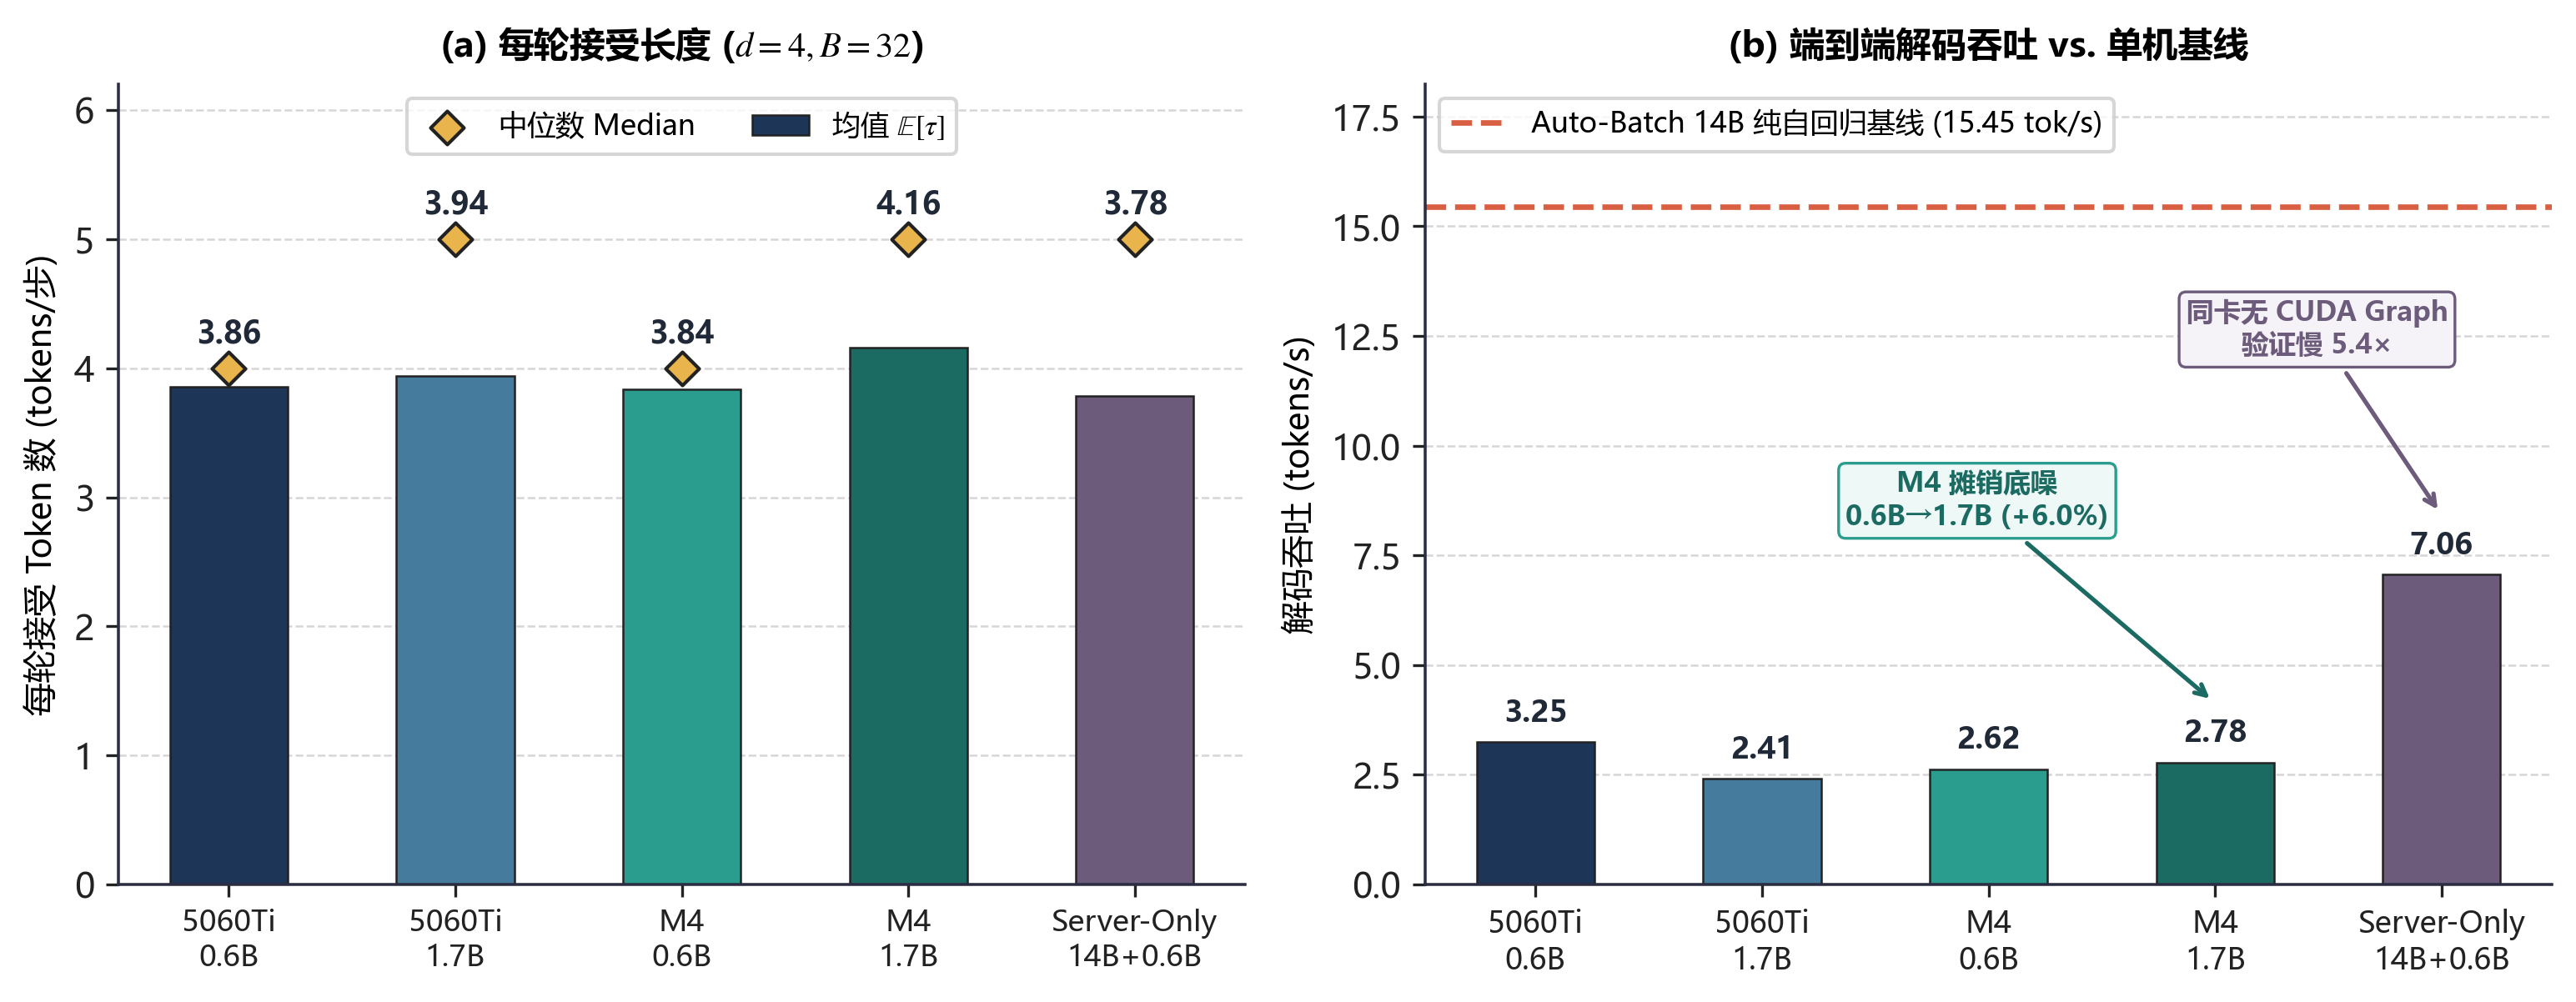 (a) 每轮接受长度 (d = 4, B = 32)
中位数 Median
均值 𝔼[τ]
每轮接受 Token 数 (tokens/步)
6
5
4
3
2
1
0
3.86
3.94
3.84
4.16
3.78
5060Ti
0.6B
5060Ti
1.7B
M4
0.6B
M4
1.7B
Server-Only
14B+0.6B
(b) 端到端解码吞吐 vs. 单机基线
Auto-Batch 14B 纯自回归基线 (15.45 tok/s)
解码吞吐 (tokens/s)
17.5
15.0
12.5
10.0
7.5
5.0
2.5
0.0
同卡无 CUDA Graph
验证慢 5.4×
M4 摊销底噪
0.6B→1.7B (+6.0%)
3.25
2.41
2.62
2.78
7.06
5060Ti
0.6B
5060Ti
1.7B
M4
0.6B
M4
1.7B
Server-Only
14B+0.6B